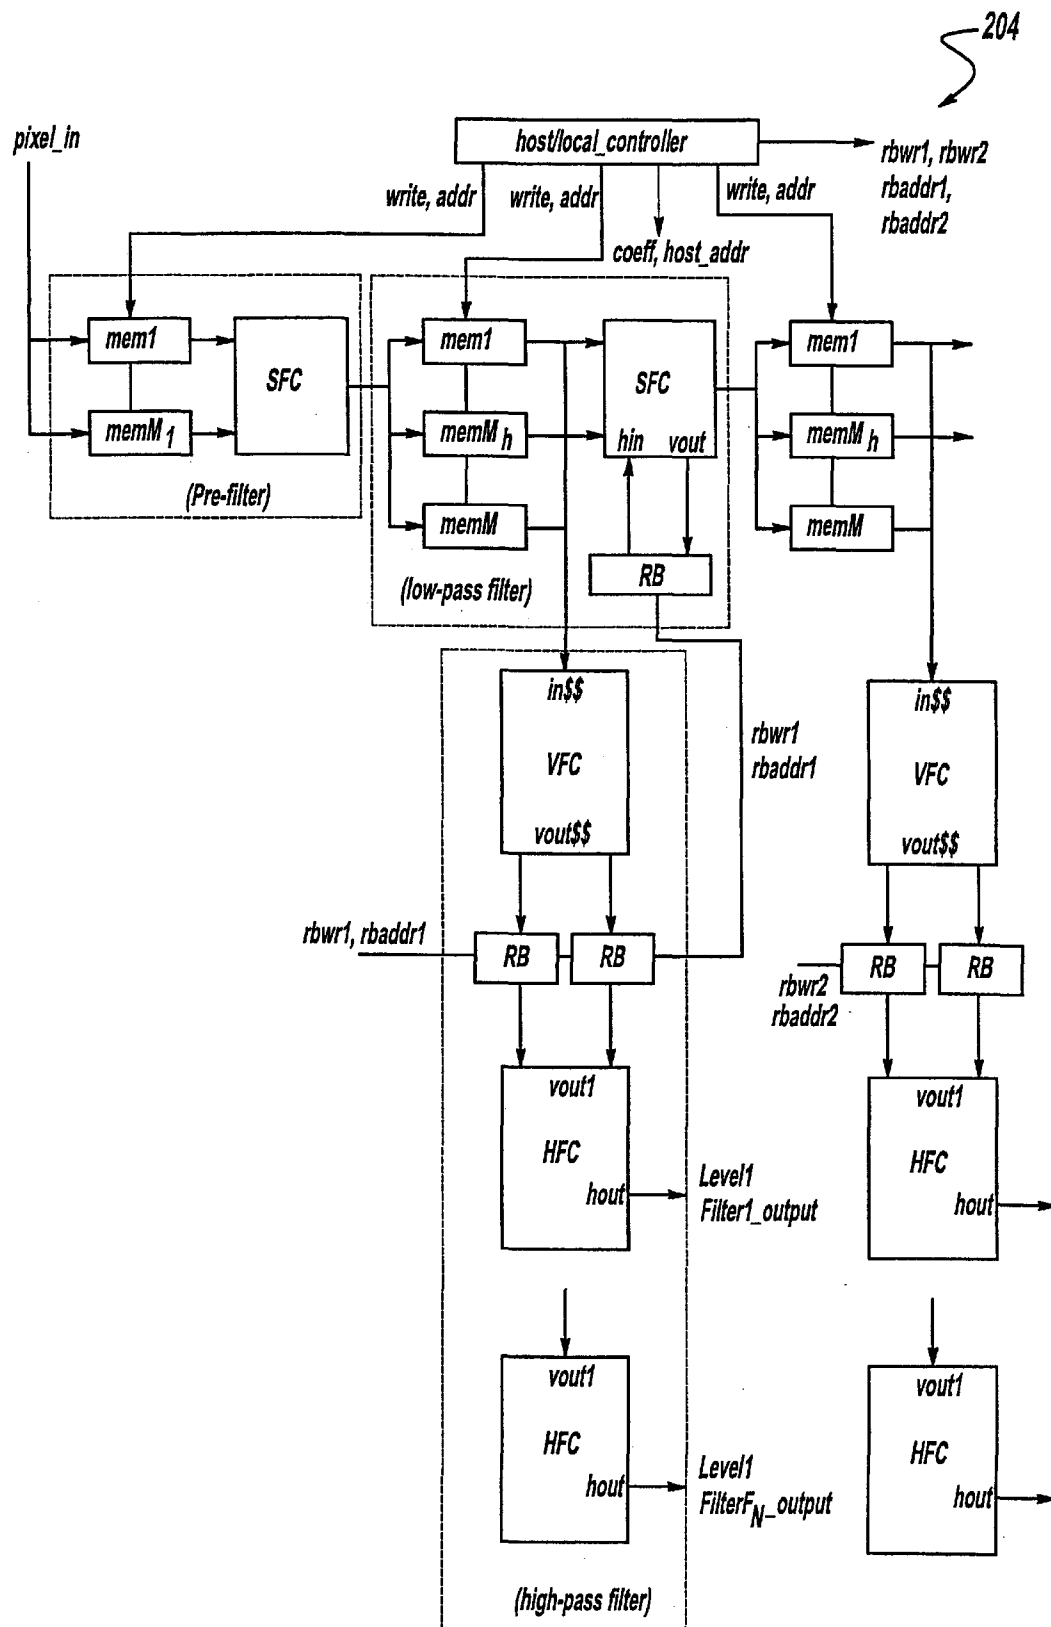 204
pixel_in
host/local_controller
rbwr1, rbwr2
rbaddr1,
rbaddr2
write, addr
write, addr
write, addr
coeff, host_addr
mem1
SFC
memM 1
(Pre-filter)
mem1
memM h
memM
SFC
hin
vout
RB
(low-pass filter)
mem1
memM h
memM
in$$
VFC
vout$$
rbwr1
rbaddr1
in$$
VFC
vout$$
rbwr1, rbaddr1
RB
RB
rbwr2
rbaddr2
RB
RB
vout1
HFC
hout
Level1
Filter1_output
vout1
HFC
hout
vout1
HFC
hout
Level1
FilterFN_output
vout1
HFC
hout
(high-pass filter)